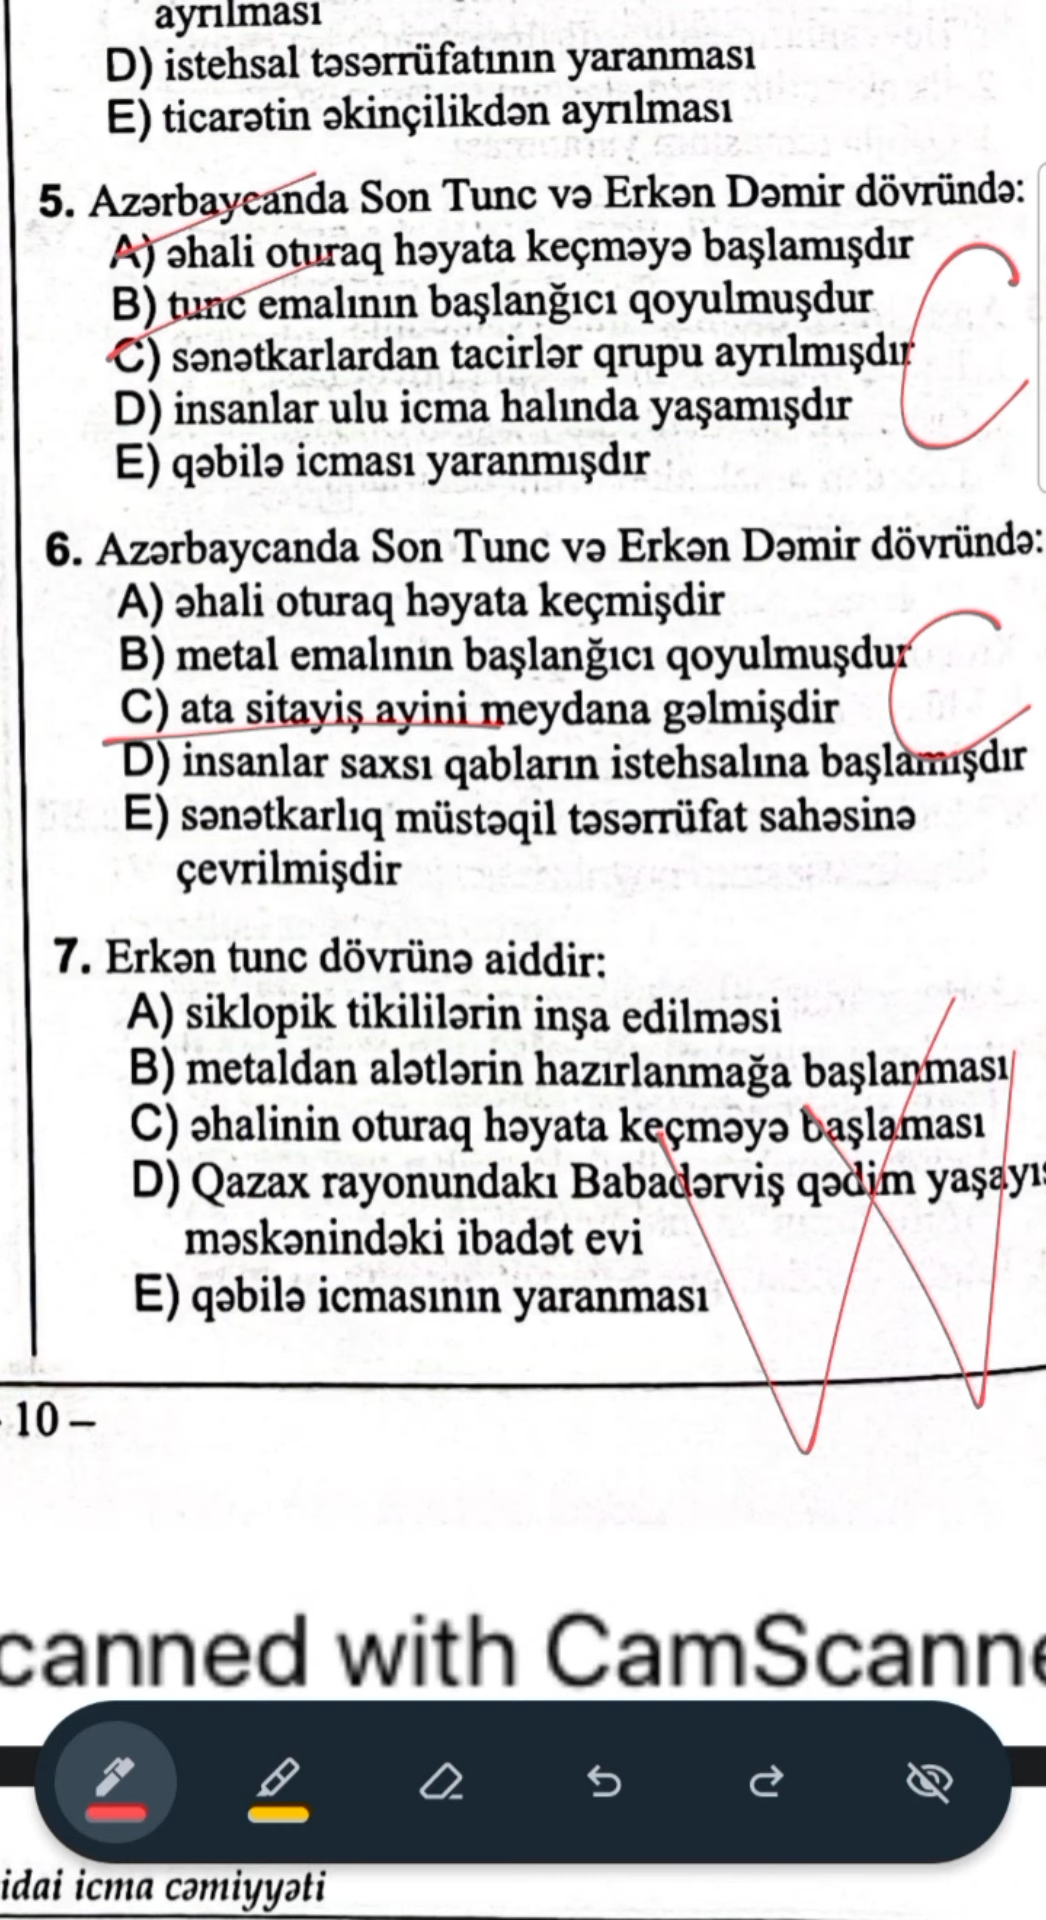 ayrılması
D) istehsal təsərrüfatının yaranması
E) ticarətin əkinçilikdən ayrılması
5. Azərbaycanda Son Tunc və Erkən Dəmir dövründə:
A) əhali oturaq həyata keçməyə başlamışdır
B) tunc emalının başlanğıcı qoyulmuşdur
C) sənətkarlardan tacirlər qrupu ayrılmışdır
D) insanlar ulu icma halında yaşamışdır
E) qəbilə icması yaranmışdır
C
6. Azərbaycanda Son Tunc və Erkən Dəmir dövründə:
A) əhali oturaq həyata keçmişdir
B) metal emalının başlanğıcı qoyulmuşdur
C) ata sitayiş ayini meydana gəlmişdir
D) insanlar saxsı qabların istehsalına başlamışdır
E) sənətkarlıq müstəqil təsərrüfat sahəsinə
çevrilmişdir
C
7. Erkən tunc dövrünə aiddir:
A) siklopik tikililərin inşa edilməsi
B) metaldan alətlərin hazırlanmağa başlanması
C) əhalinin oturaq həyata keçməyə başlaması
D) Qazax rayonundakı Babadərviş qədim yaşayış
məskənindəki ibadət evi
E) qəbilə icmasının yaranması
10 –
canned with CamScanne
idai icma cəmiyyəti